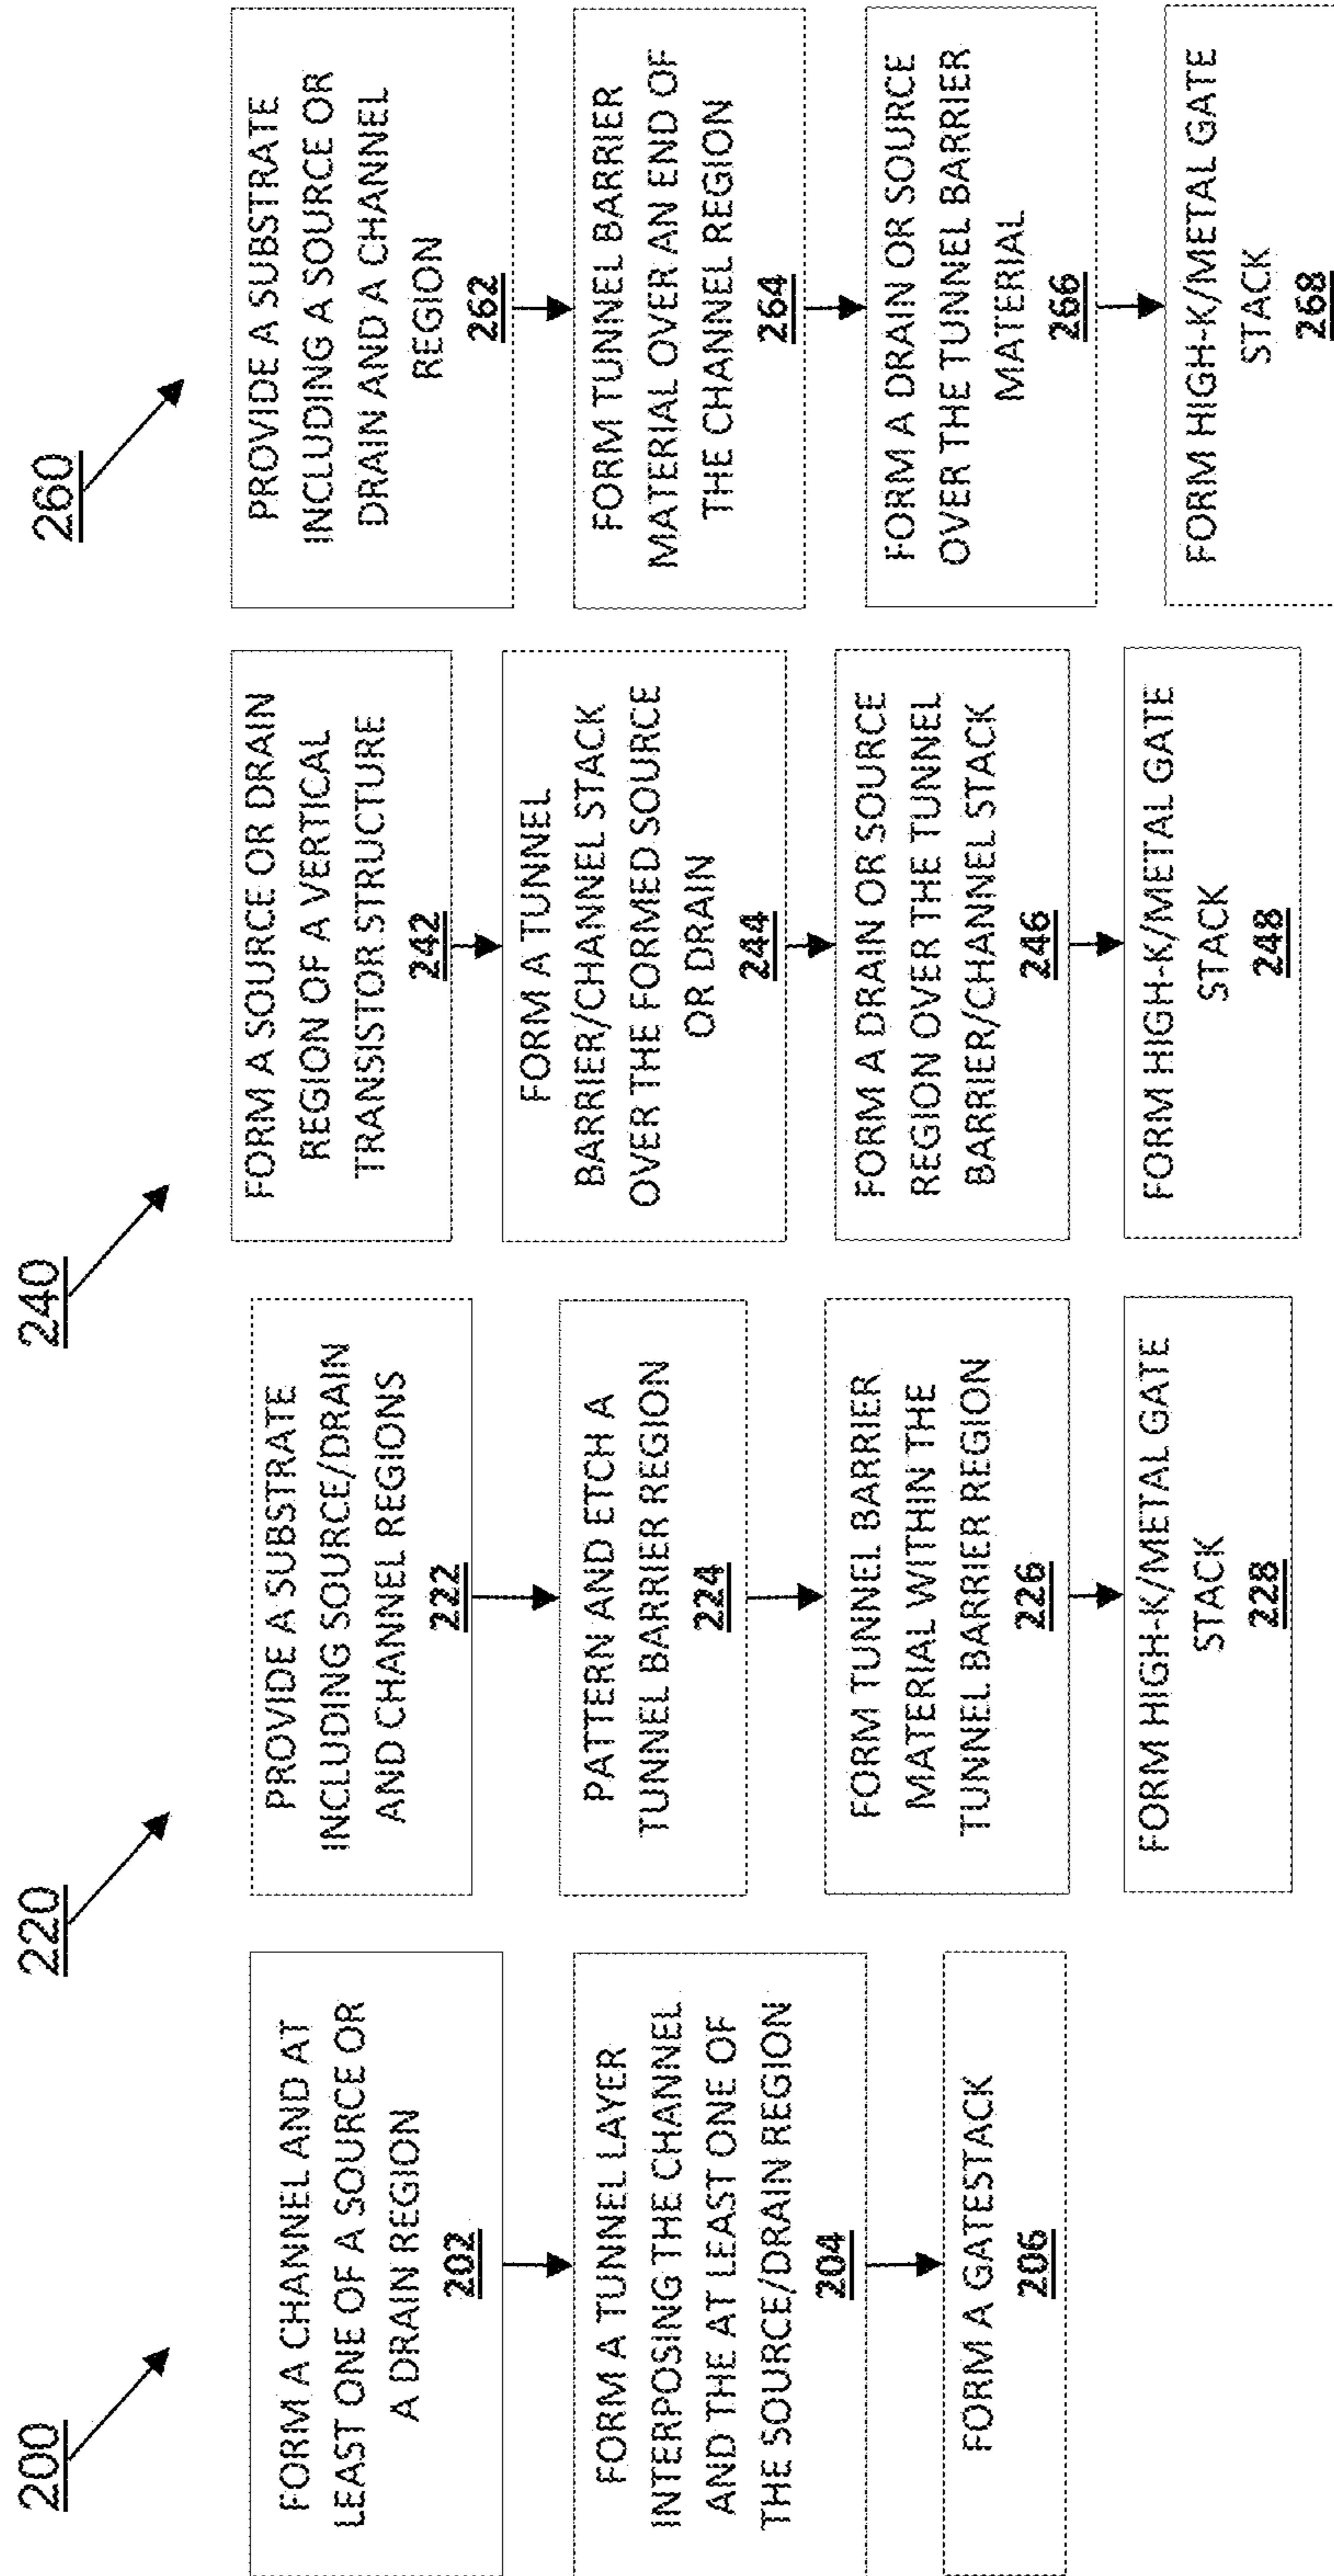 200
FORM A CHANNEL AND AT
LEAST ONE OF A SOURCE OR
A DRAIN REGION
202
FORM A TUNNEL LAYER
INTERPOSING THE CHANNEL
AND THE AT LEAST ONE OF
THE SOURCE/DRAIN REGION
204
FORM A GATESTACK
206
220
PROVIDE A SUBSTRATE
INCLUDING SOURCE/DRAIN
AND CHANNEL REGIONS
222
PATTERN AND ETCH A
TUNNEL BARRIER REGION
224
FORM TUNNEL BARRIER
MATERIAL WITHIN THE
TUNNEL BARRIER REGION
226
FORM HIGH-K/METAL GATE
STACK
228
240
FORM A SOURCE OR DRAIN
REGION OF A VERTICAL
TRANSISTOR STRUCTURE
242
FORM A TUNNEL
BARRIER/CHANNEL STACK
OVER THE FORMED SOURCE
OR DRAIN
244
FORM A DRAIN OR SOURCE
REGION OVER THE TUNNEL
BARRIER/CHANNEL STACK
246
FORM HIGH-K/METAL GATE
STACK
248
260
PROVIDE A SUBSTRATE
INCLUDING A SOURCE OR
DRAIN AND A CHANNEL
REGION
262
FORM TUNNEL BARRIER
MATERIAL OVER AN END OF
THE CHANNEL REGION
264
FORM A DRAIN OR SOURCE
OVER THE TUNNEL BARRIER
MATERIAL
266
FORM HIGH-K/METAL GATE
STACK
268